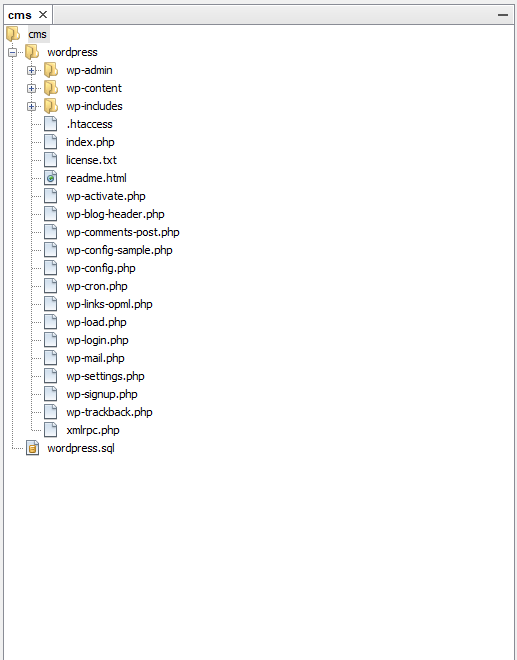 cms
cms
wordpress
wp-admin
wp-content
wp-includes
.htaccess
index.php
license.txt
readme.html
wp-activate.php
wp-blog-header.php
wp-comments-post.php
wp-config-sample.php
wp-config.php
wp-cron.php
wp-links-opml.php
wp-load.php
wp-login.php
wp-mail.php
wp-settings.php
wp-signup.php
wp-trackback.php
xmlrpc.php
wordpress.sql